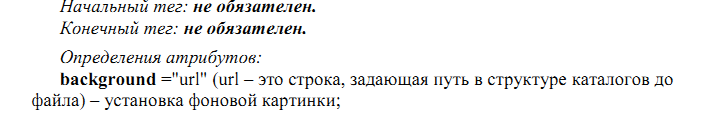 Начальный тег: не обязателен.
Конечный тег: не обязателен.
Определения атрибутов:
background ="url" (url – это строка, задающая путь в структуре каталогов до
файла) – установка фоновой картинки;